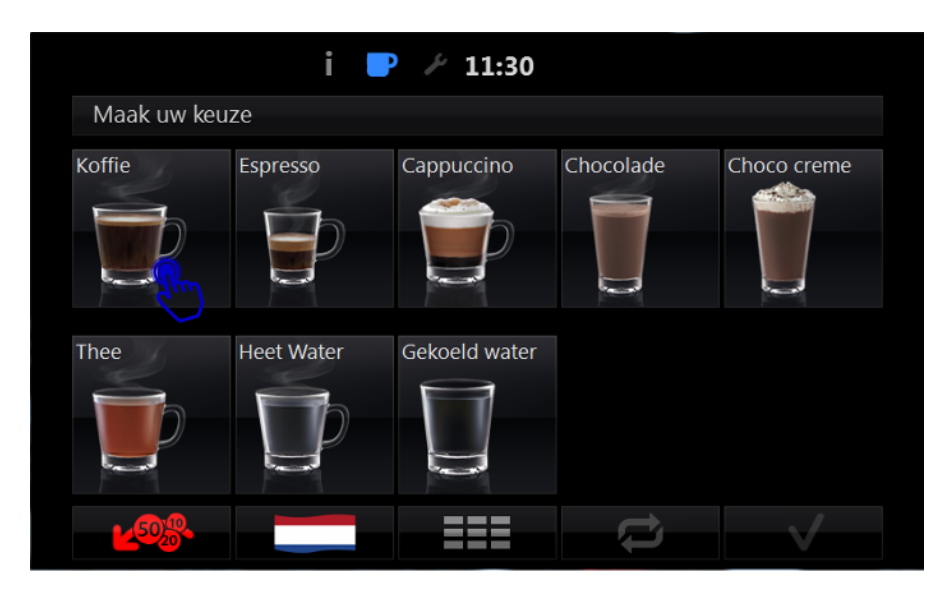 i 11:30
Maak uw keuze
Koffie Espresso Cappuccino Chocolade Choco creme
Thee Heet Water Gekoeld water
50 10 20